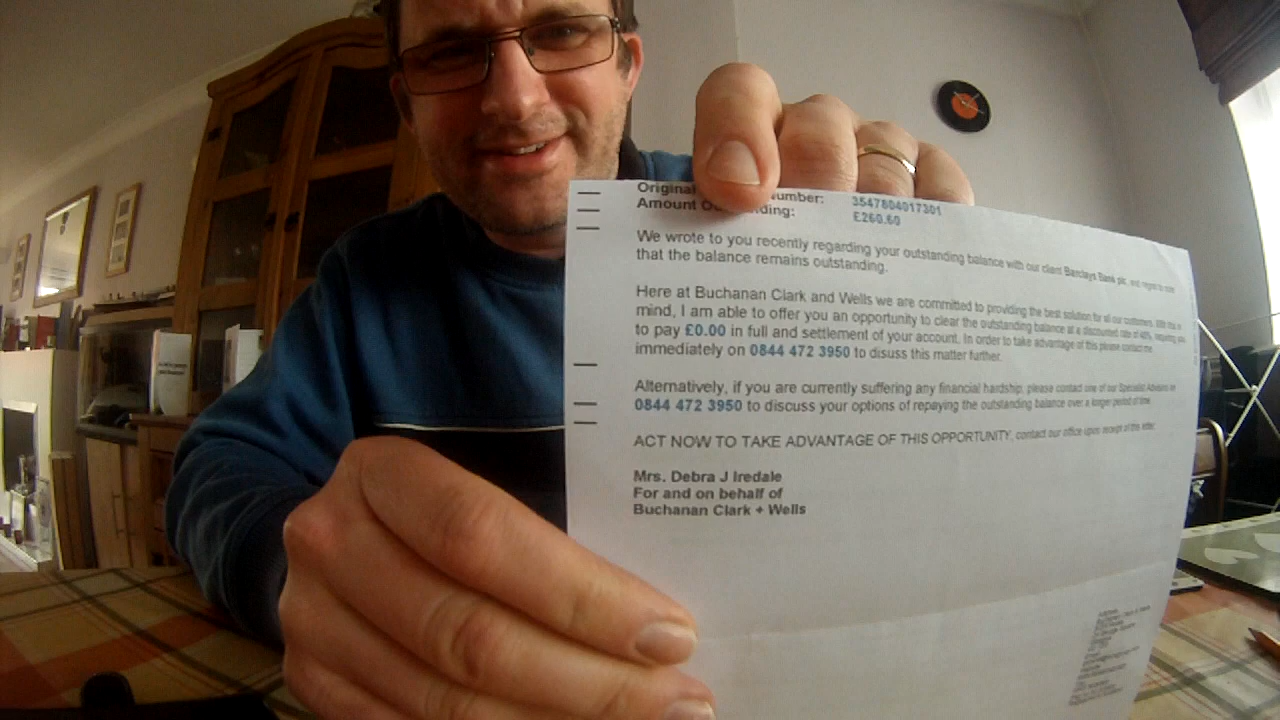 Original umber: 3547804017301
Amount O ding: £260.60
We wrote to you recently regarding your outstanding balance with our client Barclays Bank plc, and regret to note
that the balance remains outstanding.
Here at Buchanan Clark and Wells we are committed to providing the best solution for all our customers. With this in
mind, I am able to offer you an opportunity to clear the outstanding balance at a discounted rate of requiring you
to pay £0.00 in full and settlement of your account. In order to take advantage of this please contact me
immediately on 0844 472 3950 to disuss this matter further.
Alternatively, if you are currently suffering any financial hardship, please contact one of our Specialist Advisors on
0844 472 3950 to discuss your options of repaying the outstanding balance over a longer period of time.
ACT NOW TO TAKE ADVANTAGE OF THIS OPPORTUNITY, contact our office upon receipt of this letter.
Mrs. Debra J Iredale
For and on behalf of
Buchanan Clark + Wells